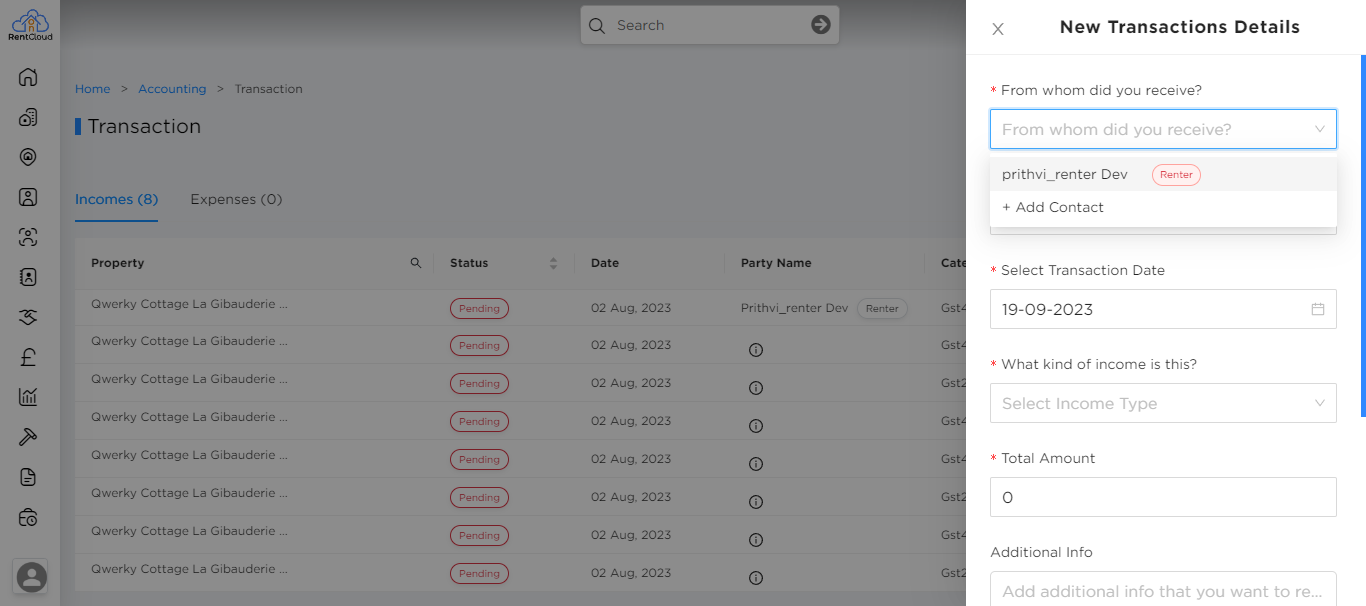 RentCloud
Search
Home > Accounting > Transaction
Transaction
Incomes (8) Expenses (0)
Property Status Date Party Name Cate
Qwerky Cottage La Gibauderie ... Pending 02 Aug, 2023 Prithvi_renter Dev Renter Gst4
Qwerky Cottage La Gibauderie ... Pending 02 Aug, 2023 Gst4
Qwerky Cottage La Gibauderie ... Pending 02 Aug, 2023 Gst2
Qwerky Cottage La Gibauderie ... Pending 02 Aug, 2023 Gst4
Qwerky Cottage La Gibauderie ... Pending 02 Aug, 2023 Gst4
Qwerky Cottage La Gibauderie ... Pending 02 Aug, 2023 Gst2
Qwerky Cottage La Gibauderie ... Pending 02 Aug, 2023 Gst4
Qwerky Cottage La Gibauderie ... Pending 02 Aug, 2023 Gst2
New Transactions Details
* From whom did you receive?
From whom did you receive?
prithvi_renter Dev Renter
+ Add Contact
* Select Transaction Date
19-09-2023
* What kind of income is this?
Select Income Type
* Total Amount
0
Additional Info
Add additional info that you want to re...